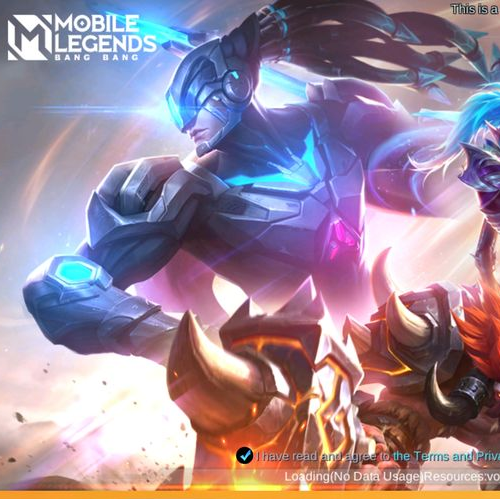 MOBILE
LEGENDS
BANG BANG
This is a
I have read and agree to the Terms and Priv
Loading(No Data Usage)Resources:vo